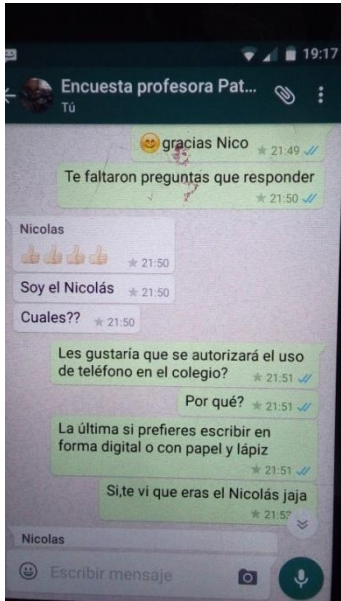 19:17
Encuesta profesora Pat...
Tú
😊 gracias Nico
21:49
Te faltaron preguntas que responder
21:50
Nicolas
👍🏻👍🏻👍🏻👍🏻 21:50
Soy el Nicolás 21:50
Cuales?? 21:50
Les gustaría que se autorizará el uso
de teléfono en el colegio? 21:51
Por qué? 21:51
La última si prefieres escribir en
forma digital o con papel y lápiz
21:51
Si,te vi que eras el Nicolás jaja
Nicolas
Escribir mensaje